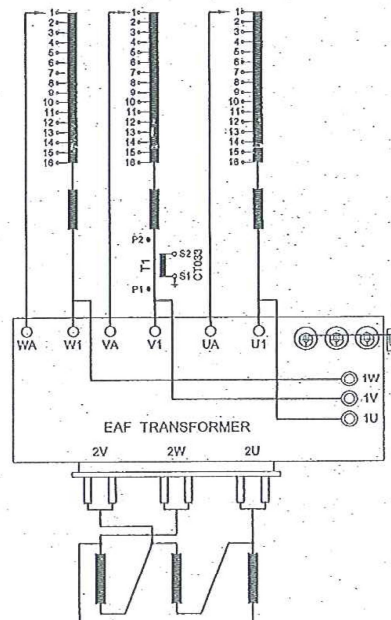 1 1 1
2 2 2
3 3 3
4 4 4
5 5 5
6 6 6
7 7 7
8 8 8
9 9 9
10 10 10
11 11 11
12 12 12
13 13 13
14 14 14
15 15 15
16 16 16
P2
S2
T1
CT033
S1
P1
WA W1 VA V1 UA U1
1W
1V
1U
EAF TRANSFORMER
2V 2W 2U